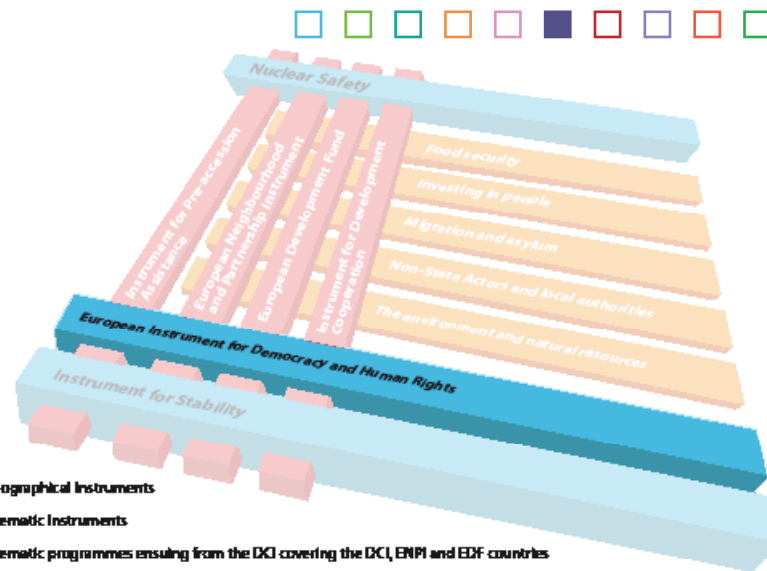 Nuclear Safety
Food security
Investing in people
Migration and asylum
Non-State Actors and local authorities
The environment and natural resources
Instrument for Pre-accession
Assistance
European Neighbourhood
and Partnership Instrument
European Development Fund
Instrument for Development
Cooperation
European Instrument for Democracy and Human Rights
Instrument for Stability
ographical Instruments
ematic Instruments
ematic programmes ensuing from the DCI covering the DCI, ENPI and EDF countries